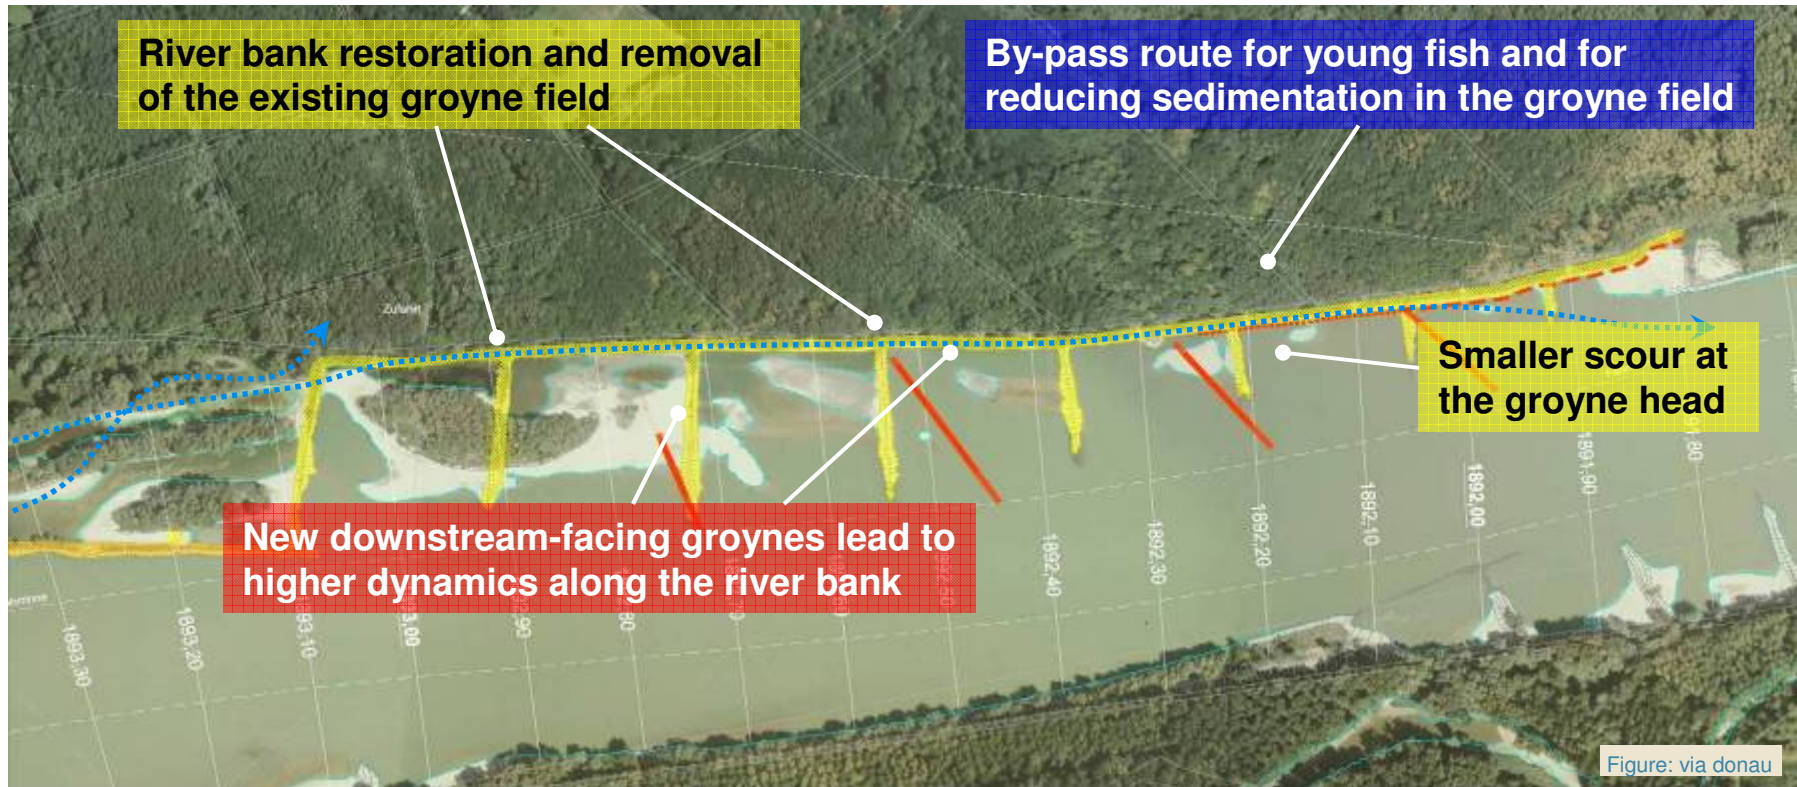 River bank restoration and removal
of the existing groyne field
By-pass route for young fish and for
reducing sedimentation in the groyne field
Zufahrt
Smaller scour at
the groyne head
New downstream-facing groynes lead to
higher dynamics along the river bank
1893.30
1893.20
1893.10
1893.00
1892.40
1892.30
1892.20
1892.10
1892.00
1891.90
Figure: via donau